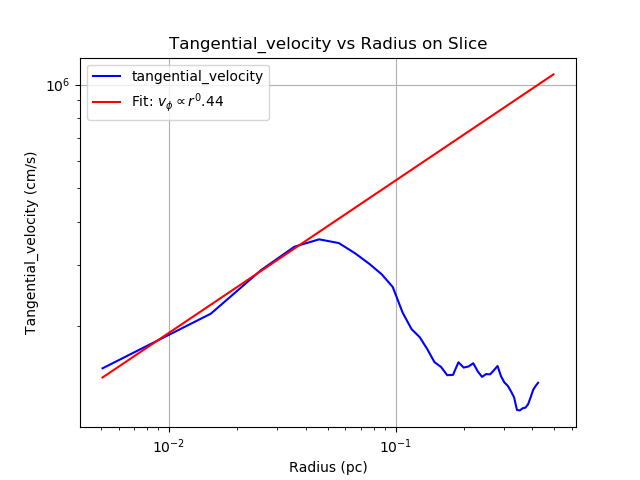 Tangential_velocity vs Radius on Slice
tangential_velocity
Fit: $v_\phi \propto r^0.44$
10^6
Tangential_velocity (cm/s)
10^{-2}
10^{-1}
Radius (pc)